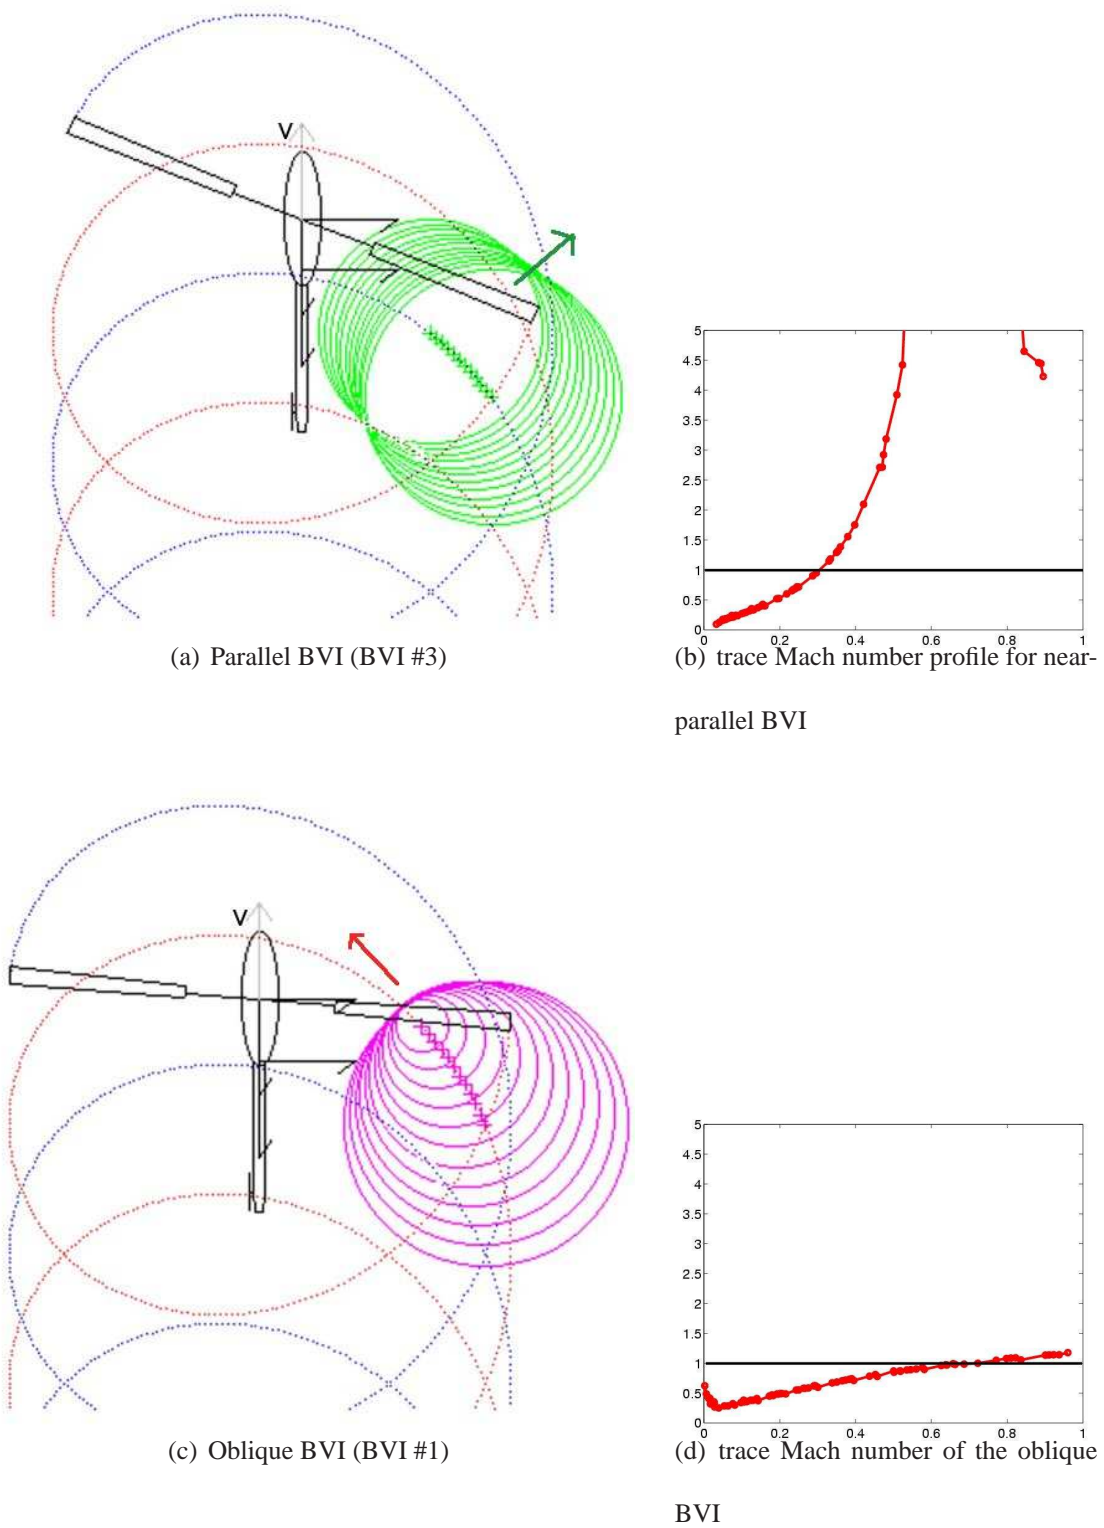 V
5
4.5
4
3.5
3
2.5
2
1.5
1
0.5
0
0 0.2 0.4 0.6 0.8 1
(a) Parallel BVI (BVI #3)
(b) trace Mach number profile for near-
parallel BVI
V
5
4.5
4
3.5
3
2.5
2
1.5
1
0.5
0
0 0.2 0.4 0.6 0.8 1
(c) Oblique BVI (BVI #1)
(d) trace Mach number of the oblique
BVI